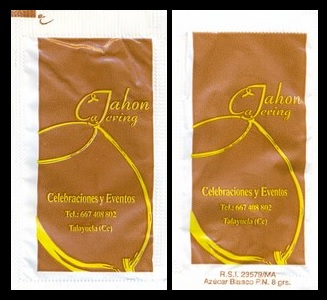 Jahon
Catering
Celebraciones y Eventos
Tel.: 667 408 802
Talayuela (Cc)
Jahon
Catering
Celebraciones y Eventos
Tel.: 667 408 802
Talayuela (Cc)
R.S.I. 23579/MA
Azúcar Blanco P.N. 8 grs.